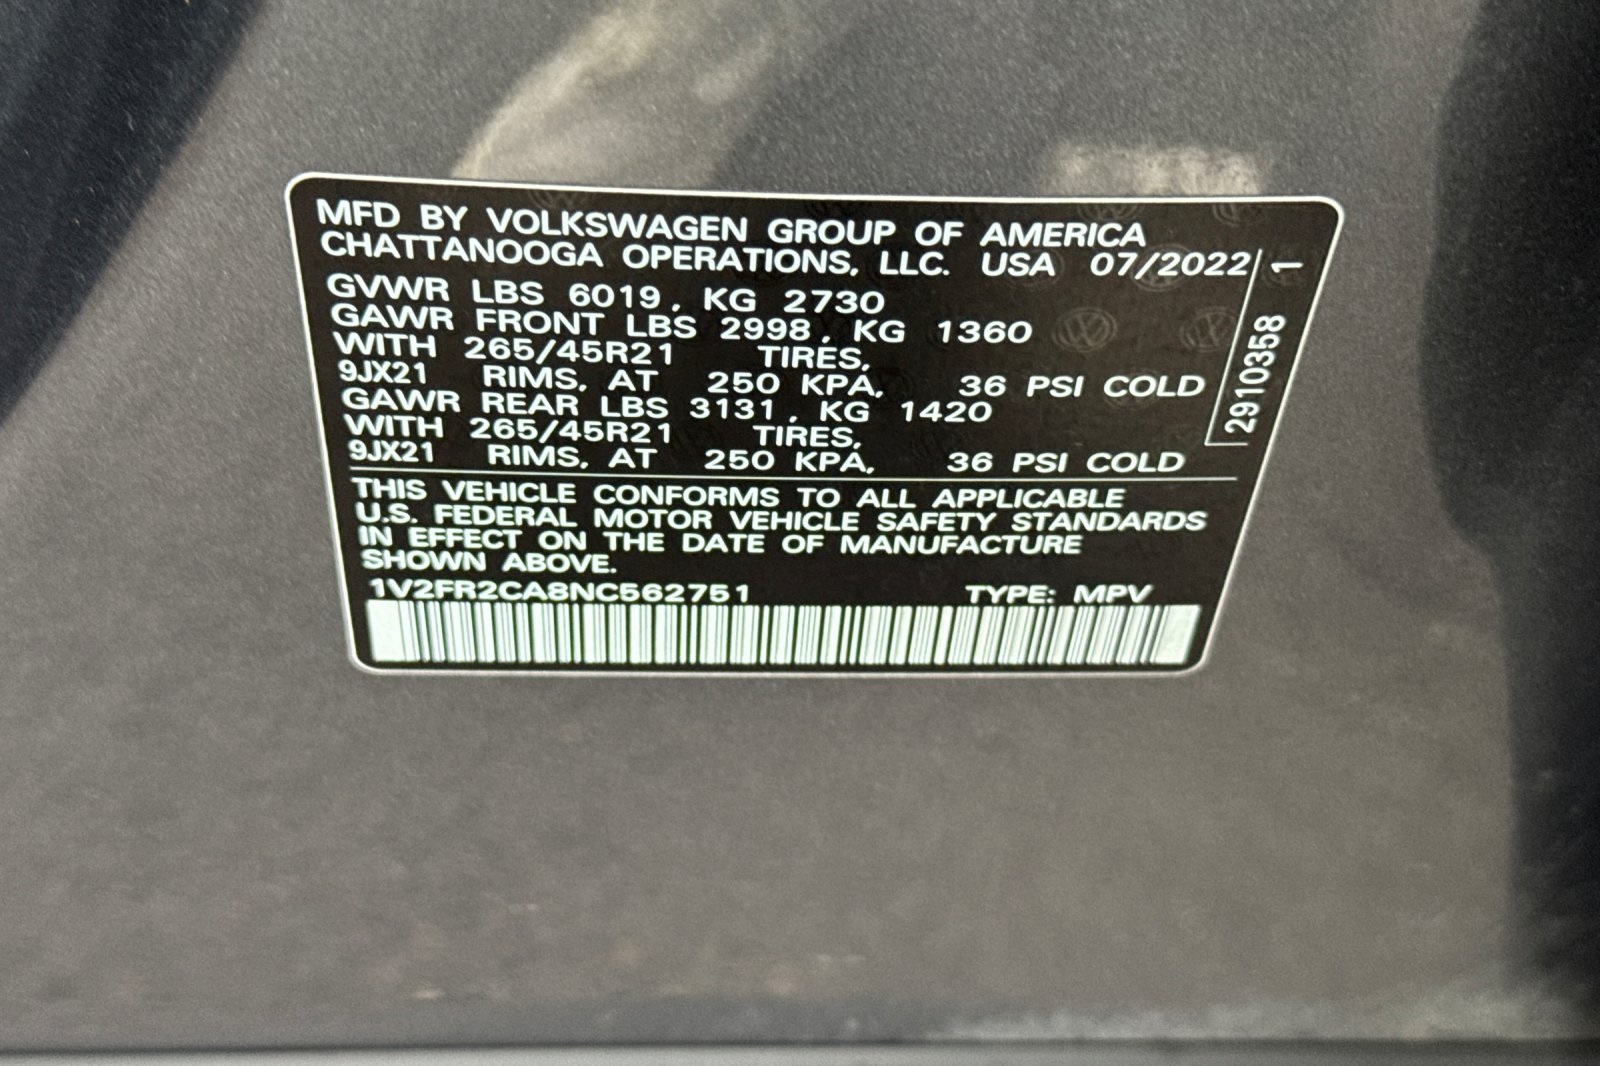 MFD BY VOLKSWAGEN GROUP OF AMERICA
CHATTANOOGA OPERATIONS, LLC. USA 07/2022
GVWR LBS 6019, KG 2730
GAWR FRONT LBS 2998, KG 1360
WITH 265/45R21 TIRES,
9JX21 RIMS, AT 250 KPA, 36 PSI COLD
GAWR REAR LBS 3131, KG 1420
WITH 265/45R21 TIRES,
9JX21 RIMS, AT 250 KPA, 36 PSI COLD
THIS VEHICLE CONFORMS TO ALL APPLICABLE
U.S. FEDERAL MOTOR VEHICLE SAFETY STANDARDS
IN EFFECT ON THE DATE OF MANUFACTURE
SHOWN ABOVE.
1V2FR2CA8NC562751 TYPE: MPV
2910358 1